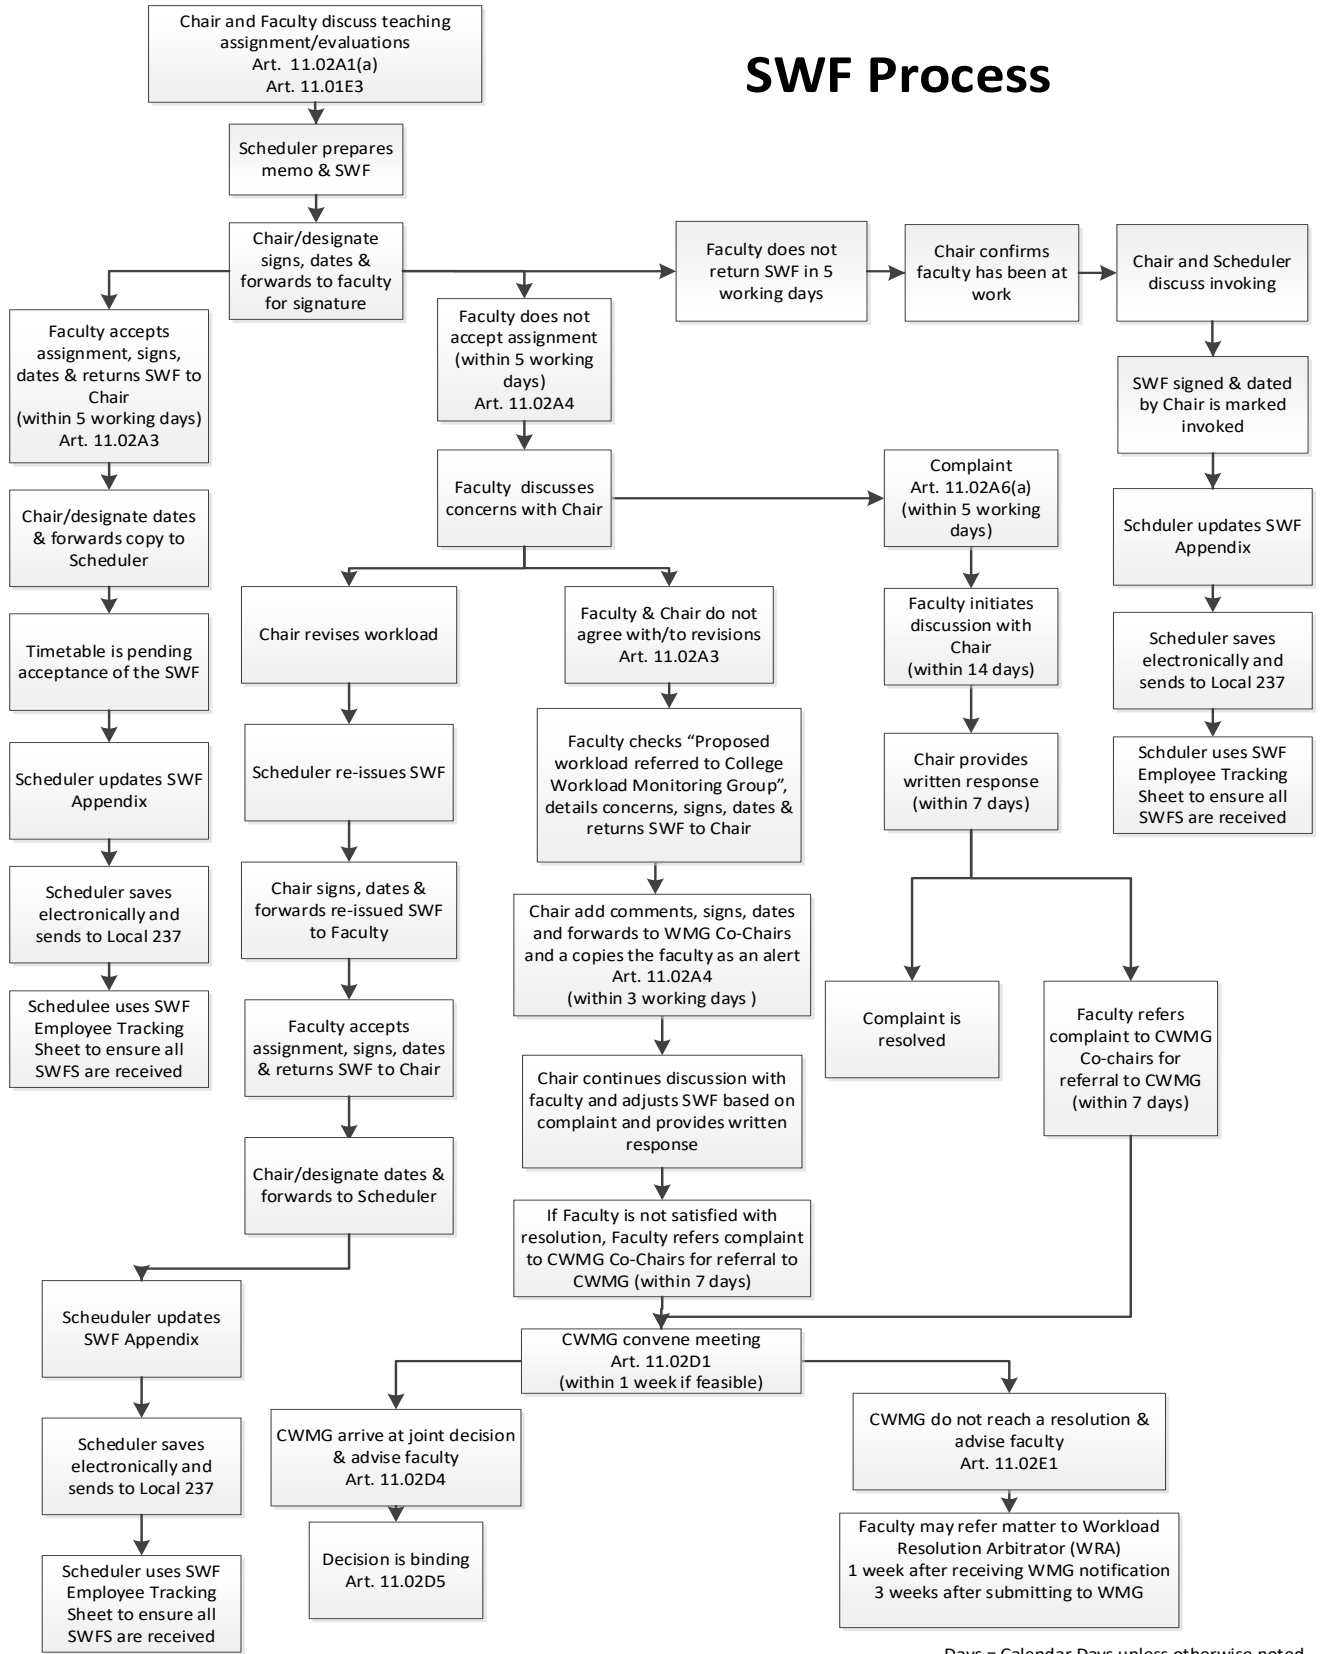 SWF Process
Chair and Faculty discuss teaching
assignment/evaluations
Art. 11.02A1(a)
Art. 11.01E3
Scheduler prepares
memo & SWF
Chair/designate
signs, dates &
forwards to faculty
for signature
Faculty accepts
assignment, signs,
dates & returns SWF to
Chair
(within 5 working days)
Art. 11.02A3
Chair/designate dates
& forwards copy to
Scheduler
Timetable is pending
acceptance of the SWF
Scheduler updates SWF
Appendix
Scheduler saves
electronically and
sends to Local 237
Schedulee uses SWF
Employee Tracking
Sheet to ensure all
SWFS are received
Faculty does not
accept assignment
(within 5 working
days)
Art. 11.02A4
Faculty discusses
concerns with Chair
Chair revises workload
Scheduler re-issues SWF
Chair signs, dates &
forwards re-issued SWF
to Faculty
Faculty accepts
assignment, signs, dates
& returns SWF to Chair
Chair/designate dates &
forwards to Scheduler
Scheuduler updates
SWF Appendix
Scheduler saves
electronically and
sends to Local 237
Scheduler uses SWF
Employee Tracking
Sheet to ensure all
SWFS are received
Faculty & Chair do not
agree with/to revisions
Art. 11.02A3
Faculty checks “Proposed
workload referred to College
Workload Monitoring Group”,
details concerns, signs, dates &
returns SWF to Chair
Chair add comments, signs, dates
and forwards to WMG Co-Chairs
and a copies the faculty as an alert
Art. 11.02A4
(within 3 working days )
Chair continues discussion with
faculty and adjusts SWF based on
complaint and provides written
response
If Faculty is not satisfied with
resolution, Faculty refers complaint
to CWMG Co-Chairs for referral to
CWMG (within 7 days)
CWMG convene meeting
Art. 11.02D1
(within 1 week if feasible)
CWMG arrive at joint decision
& advise faculty
Art. 11.02D4
Decision is binding
Art. 11.02D5
CWMG do not reach a resolution &
advise faculty
Art. 11.02E1
Faculty may refer matter to Workload
Resolution Arbitrator (WRA)
1 week after receiving WMG notification
3 weeks after submitting to WMG
Complaint
Art. 11.02A6(a)
(within 5 working
days)
Faculty initiates
discussion with
Chair
(within 14 days)
Chair provides
written response
(within 7 days)
Complaint is
resolved
Faculty refers
complaint to CWMG
Co-chairs for
referral to CWMG
(within 7 days)
Faculty does not
return SWF in 5
working days
Chair confirms
faculty has been at
work
Chair and Scheduler
discuss invoking
SWF signed & dated
by Chair is marked
invoked
Schduler updates SWF
Appendix
Scheduler saves
electronically and
sends to Local 237
Schduler uses SWF
Employee Tracking
Sheet to ensure all
SWFS are received
Days = Calendar Days unless otherwise noted